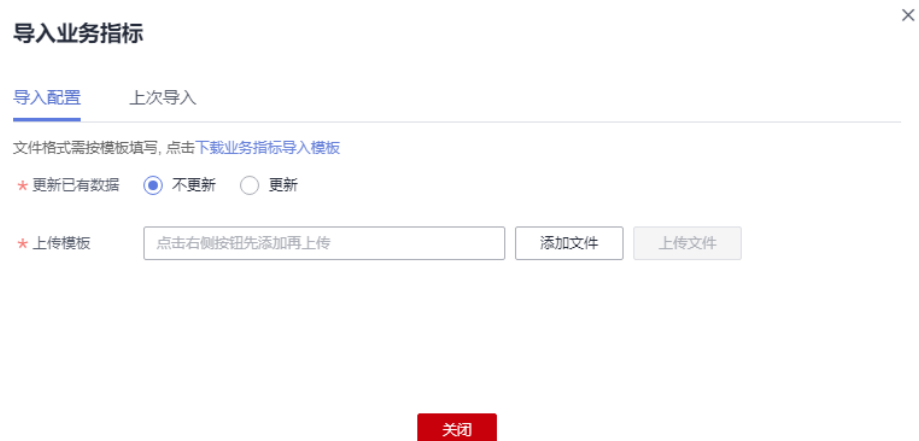 导入业务指标
导入配置 上次导入
文件格式需按模板填写, 点击下载业务指标导入模板
* 更新已有数据 不更新 更新
* 上传模板 点击右侧按钮先添加再上传 添加文件 上传文件
关闭